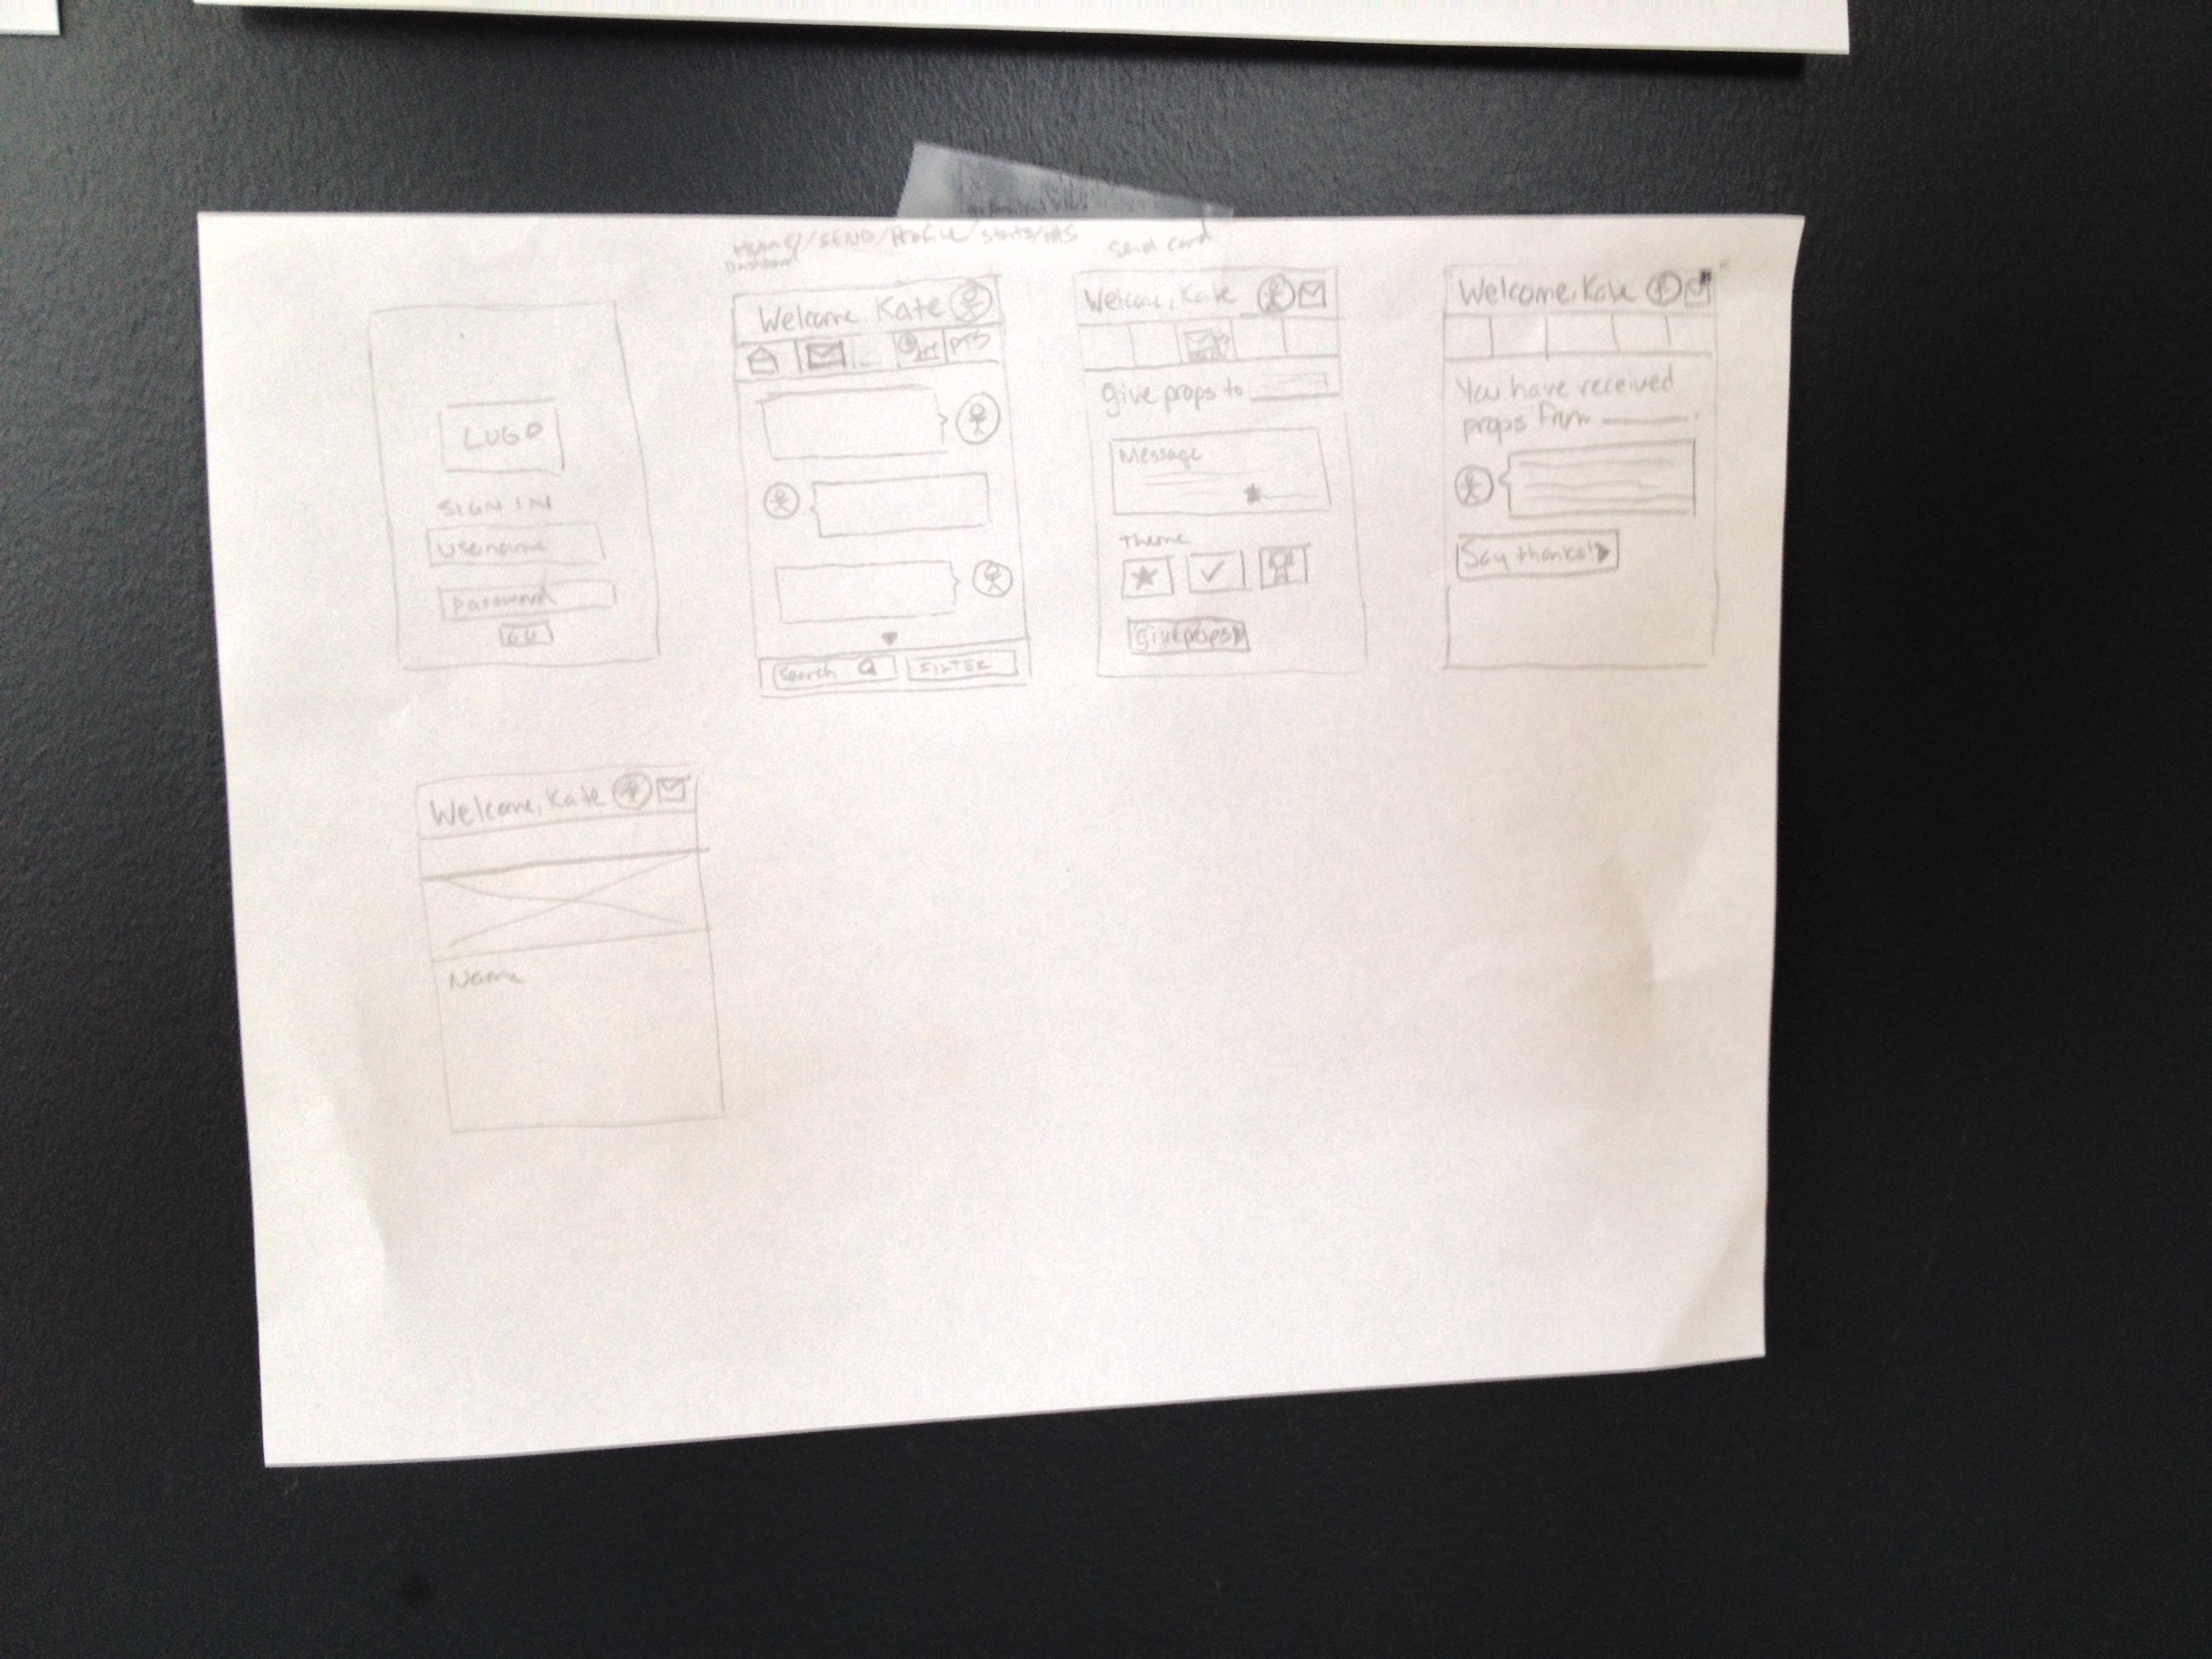 Home/SEND/Profile/Stats/PTS
Dashboard
send card
LOGO
SIGN IN
username
password
GO
Welcome Kate
PTS
Search
FILTER
Welcome, Kate
give props to
Message
Theme
give props
Welcome, Kate
You have received
props from
Say thanks!
Welcome, Kate
Name